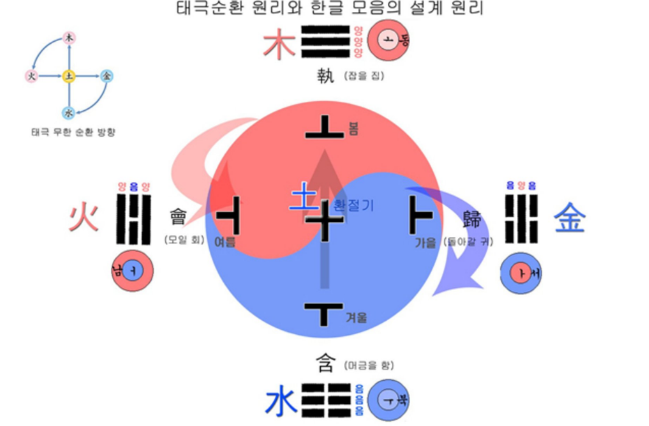 태극순환 원리와 한글 모음의 설계 원리
木
양
양
양
ㅗ 동
執 (잡을 집)
木
火 土 金
水
태극 무한 순환 방향
ㅗ 봄
양 음 양
火
會
(모일 회)
남 ㅓ
ㅓ
여름
土 환절기
ㅏ
가을
음 양 음
金
歸
(돌아갈 귀)
ㅏ 서
ㅜ 겨울
含 (머금을 함)
水
음
음
음
ㅜ 북